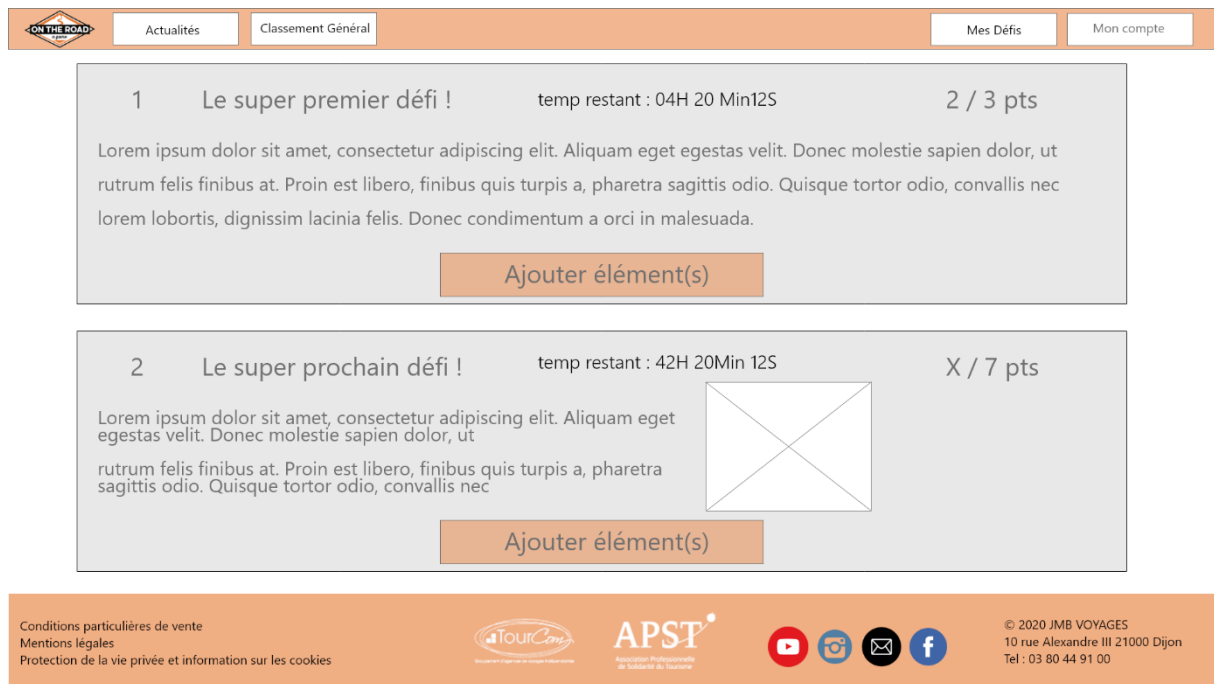 ON THE ROAD
a game
Actualités
Classement Général
Mes Défis
Mon compte
1
Le super premier défi !
temp restant : 04H 20 Min12S
2 / 3 pts
Lorem ipsum dolor sit amet, consectetur adipiscing elit. Aliquam eget egestas velit. Donec molestie sapien dolor, ut
rutrum felis finibus at. Proin est libero, finibus quis turpis a, pharetra sagittis odio. Quisque tortor odio, convallis nec
lorem lobortis, dignissim lacinia felis. Donec condimentum a orci in malesuada.
Ajouter élément(s)
2
Le super prochain défi !
temp restant : 42H 20Min 12S
X / 7 pts
Lorem ipsum dolor sit amet, consectetur adipiscing elit. Aliquam eget
egestas velit. Donec molestie sapien dolor, ut
rutrum felis finibus at. Proin est libero, finibus quis turpis a, pharetra
sagittis odio. Quisque tortor odio, convallis nec
Ajouter élément(s)
Conditions particulières de vente
Mentions légales
Protection de la vie privée et information sur les cookies
TourCom
APST
Association Professionnelle
de Solidarité du Tourisme
© 2020 JMB VOYAGES
10 rue Alexandre III 21000 Dijon
Tel : 03 80 44 91 00